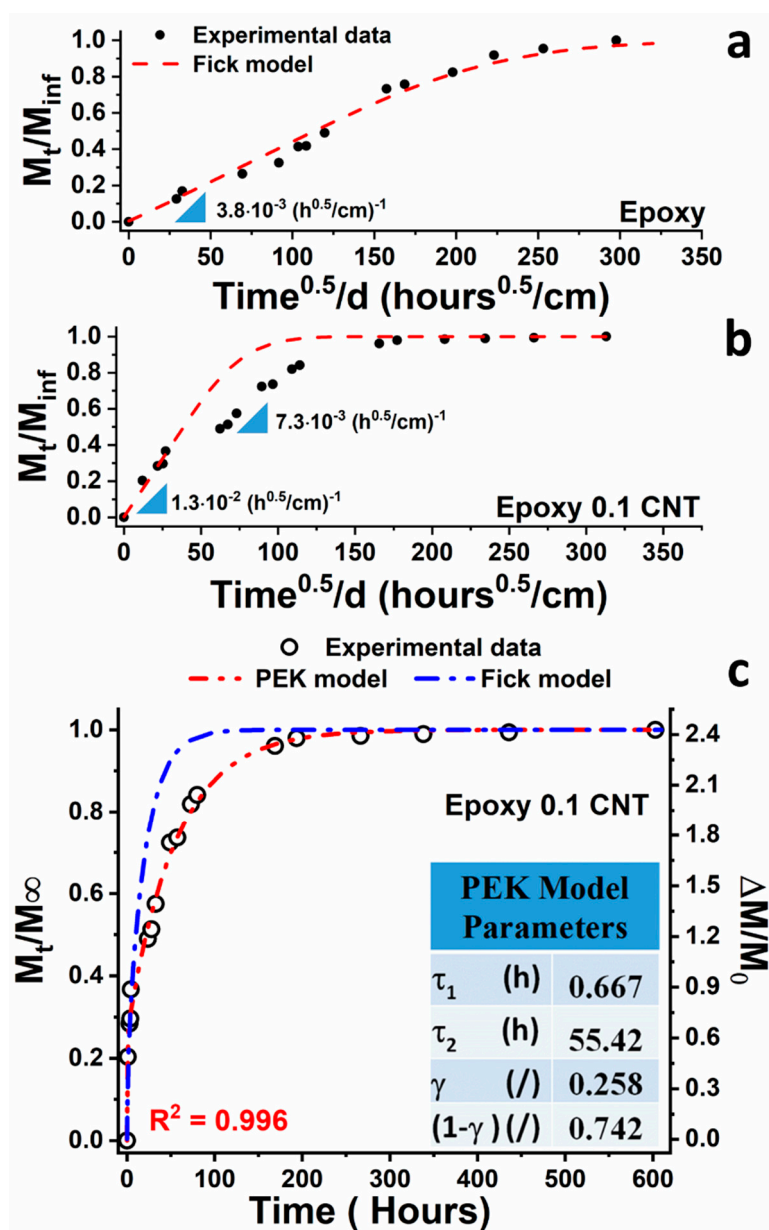 a
Experimental data
Fick model
1.0
0.8
0.6
0.4
0.2
0.0
M_t/M_inf
3.8·10^-3 (h^0.5/cm)^-1
Epoxy
0 50 100 150 200 250 300 350
Time^0.5/d (hours^0.5/cm)
b
1.0
0.8
0.6
0.4
0.2
0.0
M_t/M_inf
7.3·10^-3 (h^0.5/cm)^-1
1.3·10^-2 (h^0.5/cm)^-1
Epoxy 0.1 CNT
0 50 100 150 200 250 300 350
Time^0.5/d (hours^0.5/cm)
c
Experimental data
PEK model Fick model
1.0
0.8
0.6
0.4
0.2
0.0
M_t/M∞
2.4
2.1
1.8
1.5
1.2
0.9
0.6
0.3
0.0
ΔM/M_0
Epoxy 0.1 CNT
PEK Model
Parameters
τ_1 (h) 0.667
τ_2 (h) 55.42
γ (/) 0.258
(1-γ) (/) 0.742
R^2 = 0.996
0 100 200 300 400 500 600
Time ( Hours)